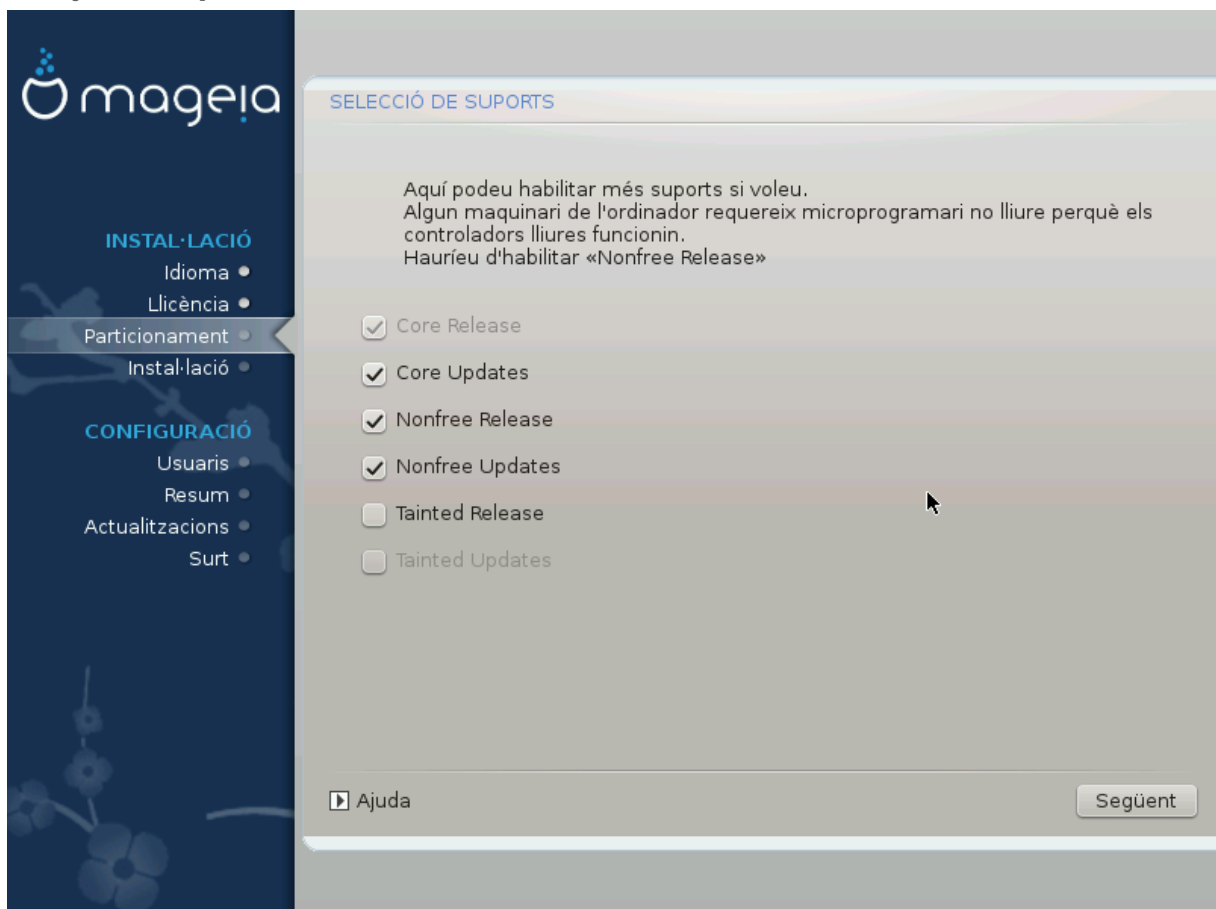 mageia
INSTAL·LACIÓ
Idioma
Llicència
Particionament
Instal·lació
CONFIGURACIÓ
Usuaris
Resum
Actualitzacions
Surt
SELECCIÓ DE SUPORTS
Aquí podeu habilitar més suports si voleu.
Algun maquinari de l'ordinador requereix microprogramari no lliure perquè els
controladors lliures funcionin.
Hauríeu d'habilitar «Nonfree Release»
Core Release
Core Updates
Nonfree Release
Nonfree Updates
Tainted Release
Tainted Updates
Ajuda
Següent